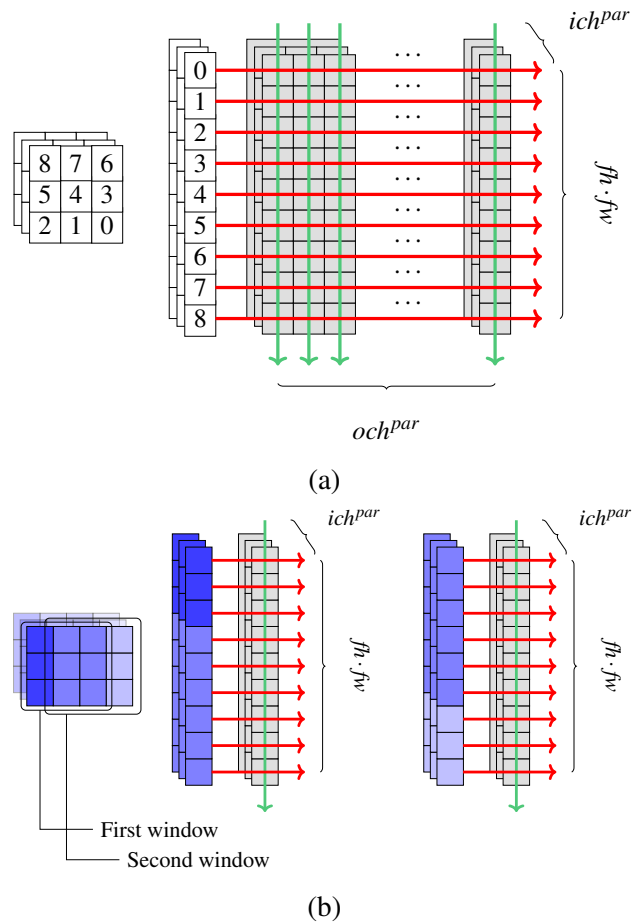 ich^par
0
1
2
3
4
5
6
7
8
8 7 6
5 4 3
2 1 0
...
...
...
...
...
...
...
...
...
fh · fw
och^par
(a)
ich^par
ich^par
fh · fw
fh · fw
First window
Second window
(b)